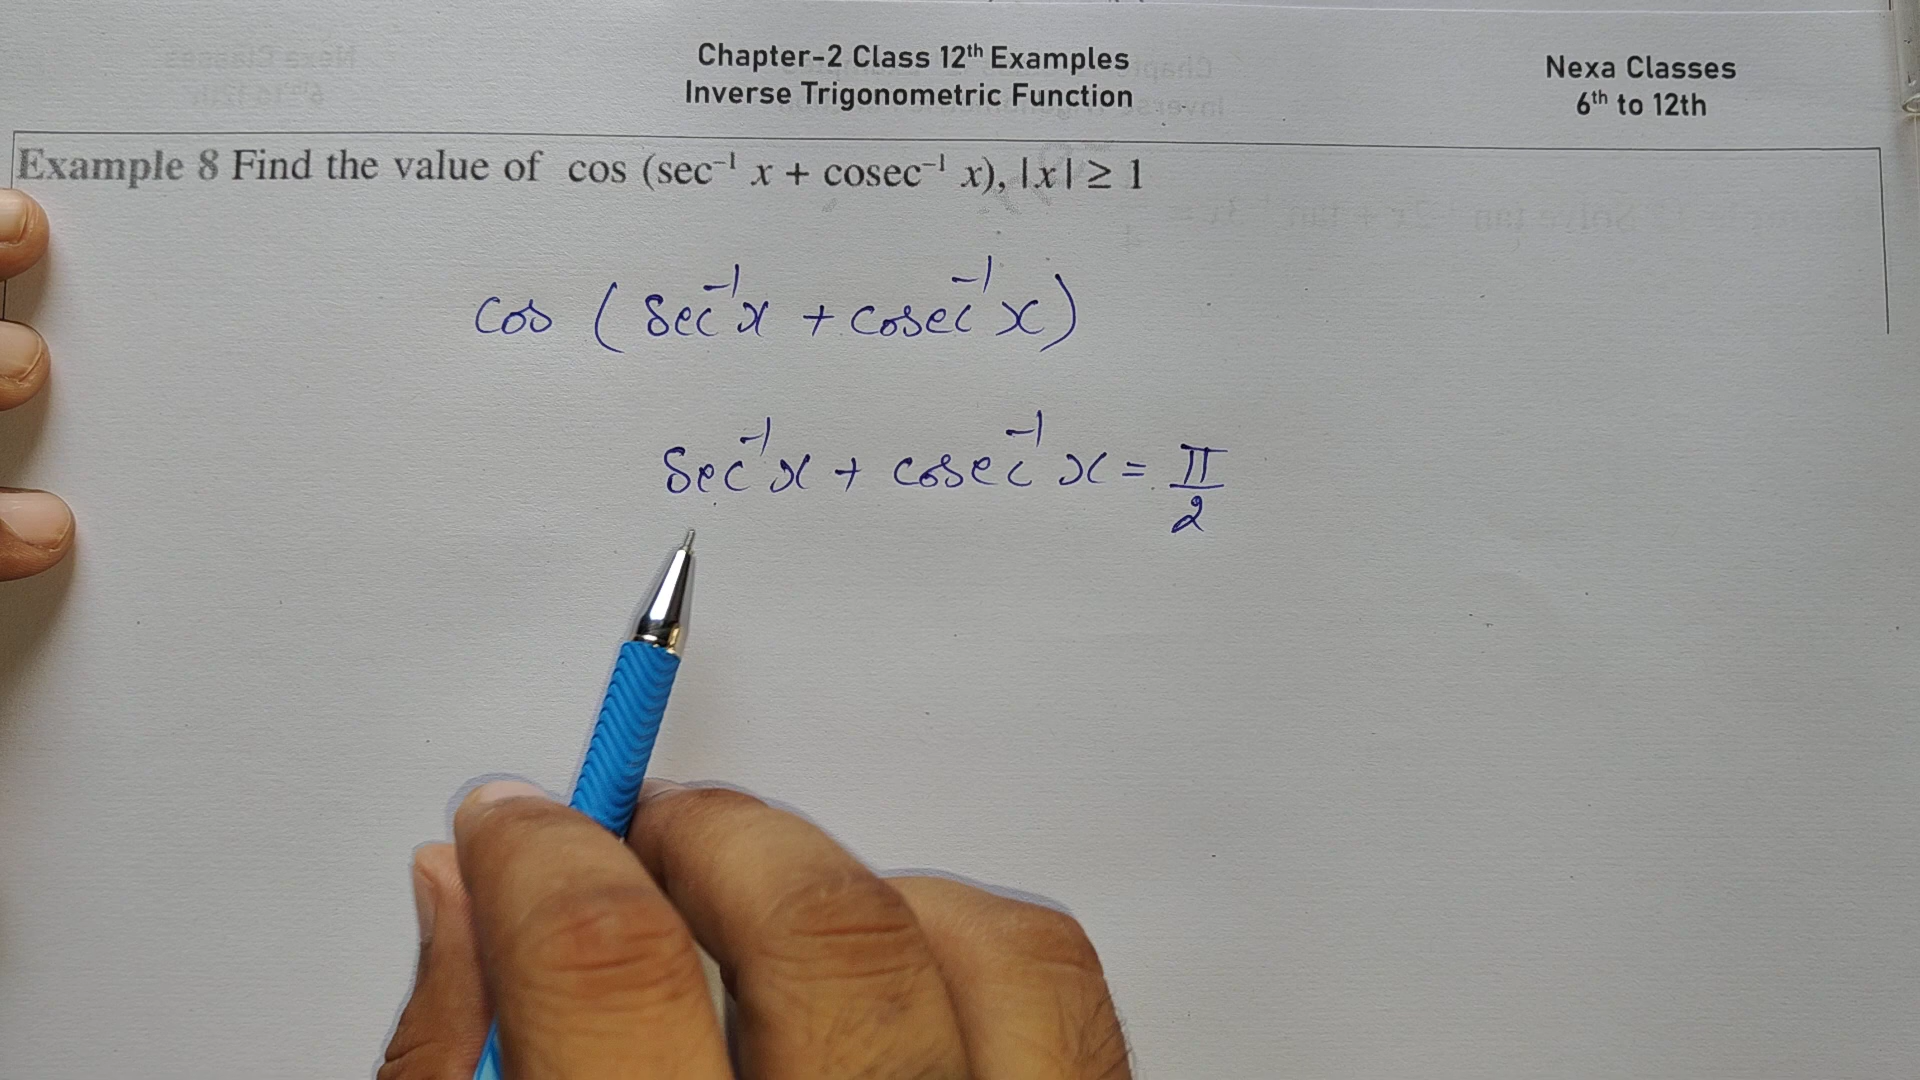 Chapter-2 Class 12th Examples
Inverse Trigonometric Function
Nexa Classes
6th to 12th
Example 8 Find the value of cos (sec⁻¹ x + cosec⁻¹ x), |x| ≥ 1
cos ( sec⁻¹x + cosec⁻¹x)
sec⁻¹x + cosec⁻¹ x = π/2